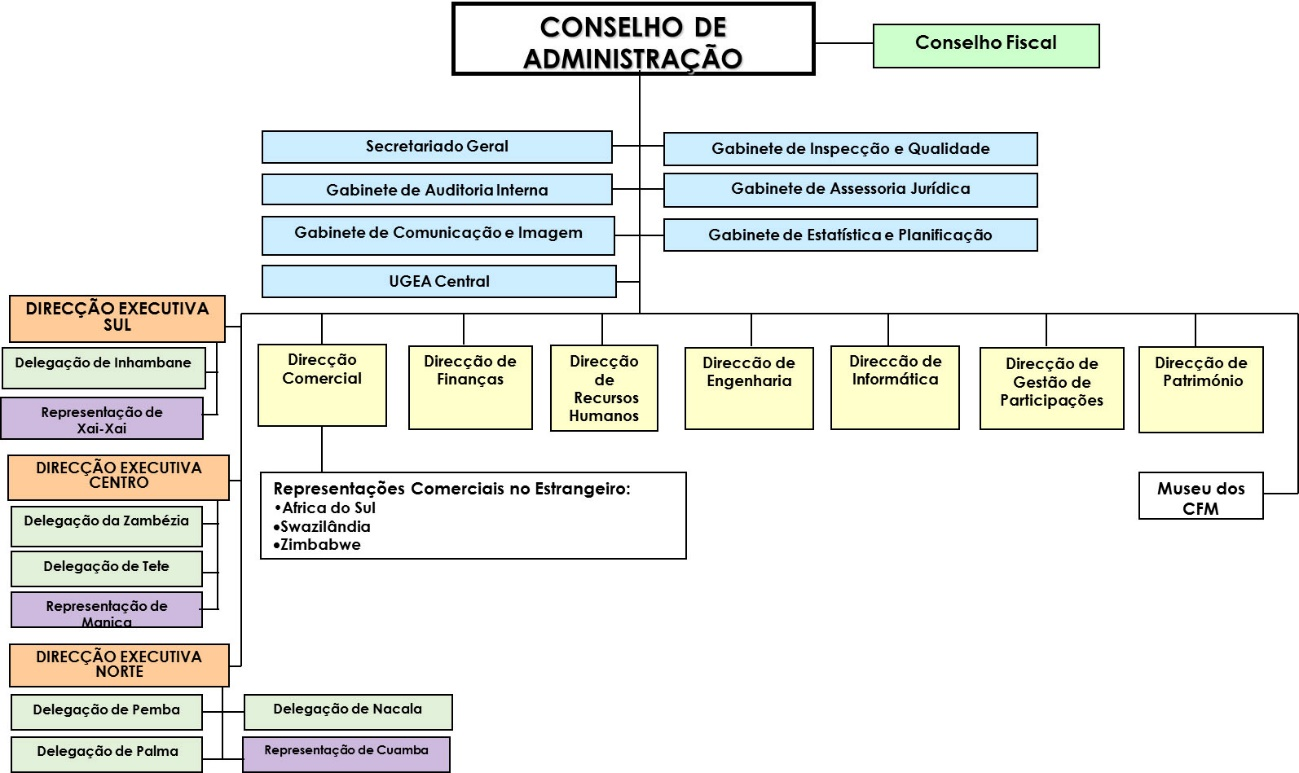 CONSELHO DE
ADMINISTRAÇÃO
Conselho Fiscal
Secretariado Geral
Gabinete de Inspecção e Qualidade
Gabinete de Auditoria Interna
Gabinete de Assessoria Jurídica
Gabinete de Comunicação e Imagem
Gabinete de Estatística e Planificação
UGEA Central
DIRECÇÃO EXECUTIVA
SUL
Delegação de Inhambane
Representação de
Xai-Xai
Direcção
Comercial
Direcção de
Finanças
Direcção
de
Recursos
Humanos
Direccão de
Engenharia
Direccão de
Informática
Direcção de
Gestão de
Participações
Direcção de
Património
DIRECÇÃO EXECUTIVA
CENTRO
Delegação da Zambézia
Delegação de Tete
Representação de
Manica
Representações Comerciais no Estrangeiro:
•Africa do Sul
•Swazilândia
•Zimbabwe
Museu dos
CFM
DIRECÇÃO EXECUTIVA
NORTE
Delegação de Pemba
Delegação de Nacala
Delegação de Palma
Representação de Cuamba